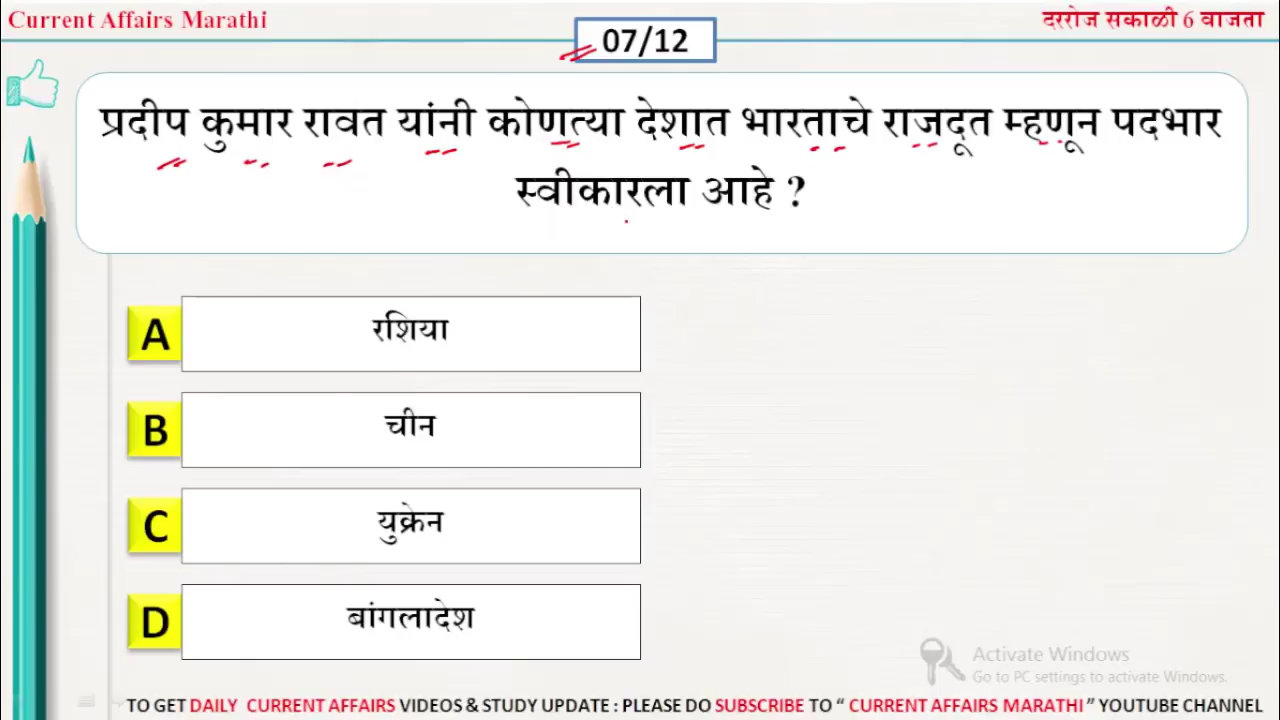 Current Affairs Marathi
दररोज सकाळी 6 वाजता
07/12
प्रदीप कुमार रावत यांनी कोणत्या देशात भारताचे राजदूत म्हणून पदभार
स्वीकारला आहे ?
A रशिया
B चीन
C युक्रेन
D बांगलादेश
Activate Windows
Go to PC settings to activate Windows.
TO GET DAILY CURRENT AFFAIRS VIDEOS & STUDY UPDATE : PLEASE DO SUBSCRIBE TO “ CURRENT AFFAIRS MARATHI ” YOUTUBE CHANNEL